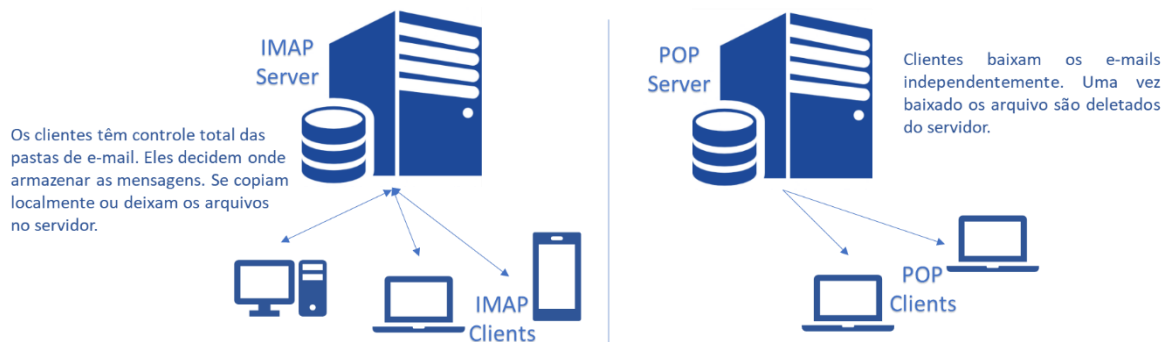 IMAP
Server
Os clientes têm controle total das
pastas de e-mail. Eles decidem onde
armazenar as mensagens. Se copiam
localmente ou deixam os arquivos
no servidor.
IMAP
Clients
POP
Server
Clientes baixam os e-mails
independentemente. Uma vez
baixado os arquivo são deletados
do servidor.
POP
Clients